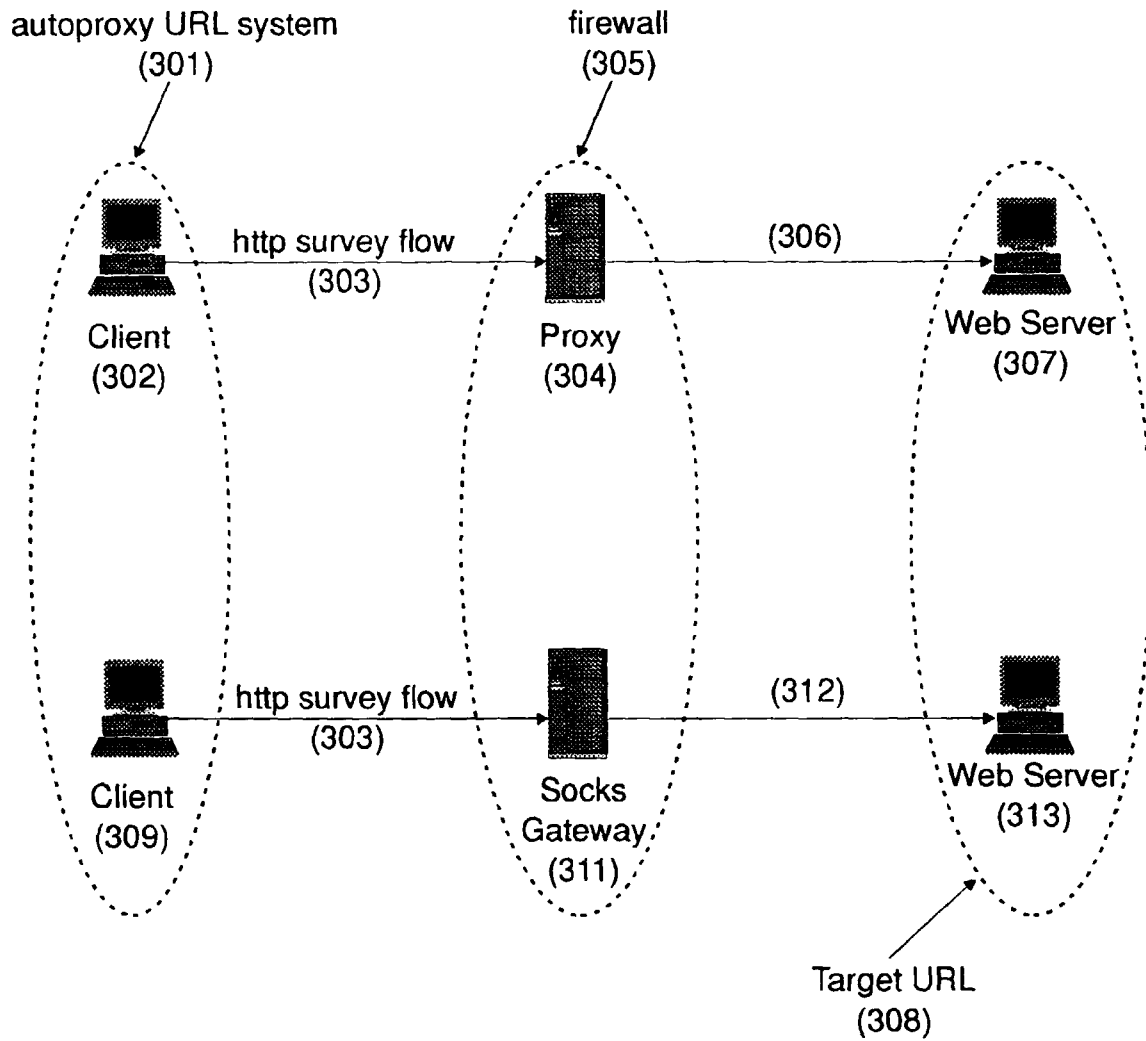 autoproxy URL system
(301)
firewall
(305)
http survey flow
(303)
(306)
Client
(302)
Proxy
(304)
Web Server
(307)
http survey flow
(303)
(312)
Client
(309)
Socks
Gateway
(311)
Web Server
(313)
Target URL
(308)